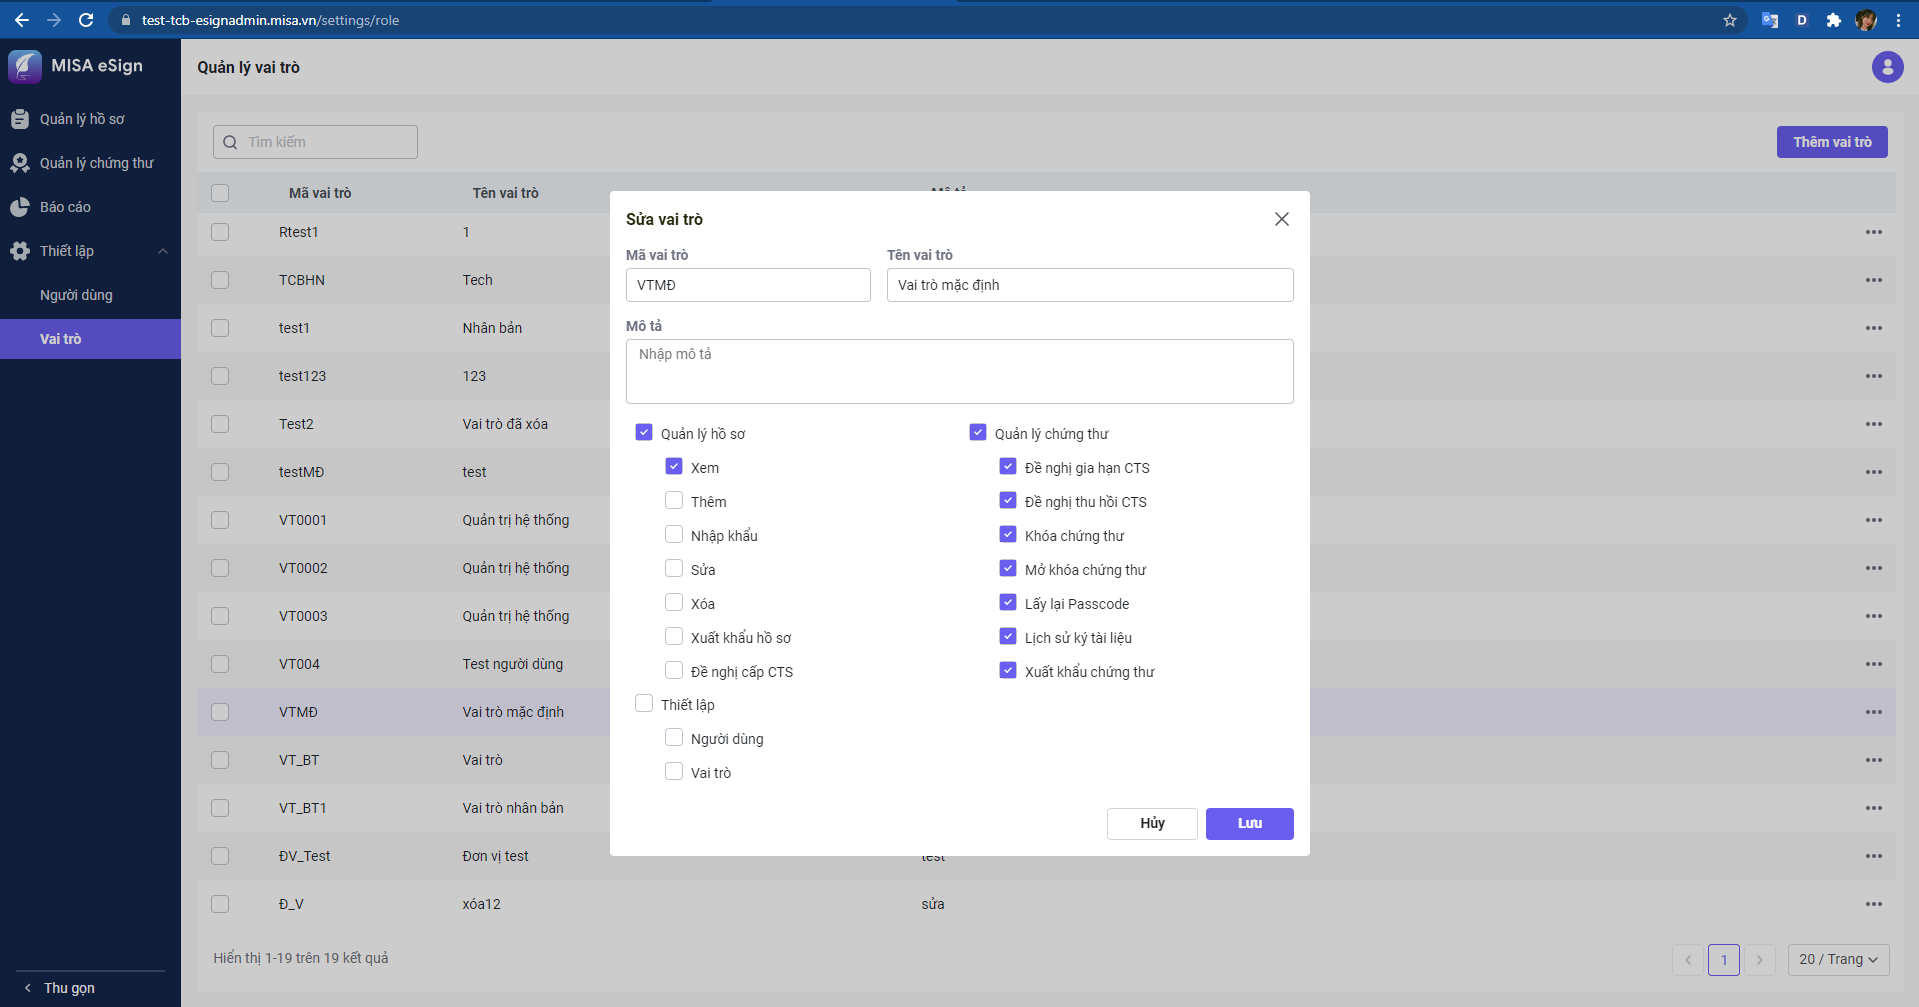 test-tcb-esignadmin.misa.vn/settings/role
MISA eSign
Quản lý vai trò
Quản lý hồ sơ
Quản lý chứng thư
Báo cáo
Thiết lập
Người dùng
Vai trò
Thu gọn
Tìm kiếm
Thêm vai trò
Mã vai trò Tên vai trò Mô tả
Rtest1 1
TCBHN Tech
test1 Nhân bản
test123 123
Test2 Vai trò đã xóa
testMĐ test
VT0001 Quản trị hệ thống
VT0002 Quản trị hệ thống
VT0003 Quản trị hệ thống
VT004 Test người dùng
VTMĐ Vai trò mặc định
VT_BT Vai trò
VT_BT1 Vai trò nhân bản
ĐV_Test Đơn vị test test
Đ_V xóa12 sửa
Hiển thị 1-19 trên 19 kết quả
1
20 / Trang
Sửa vai trò
Mã vai trò Tên vai trò
VTMĐ Vai trò mặc định
Mô tả
Nhập mô tả
Quản lý hồ sơ
Xem
Thêm
Nhập khẩu
Sửa
Xóa
Xuất khẩu hồ sơ
Đề nghị cấp CTS
Thiết lập
Người dùng
Vai trò
Quản lý chứng thư
Đề nghị gia hạn CTS
Đề nghị thu hồi CTS
Khóa chứng thư
Mở khóa chứng thư
Lấy lại Passcode
Lịch sử ký tài liệu
Xuất khẩu chứng thư
Hủy Lưu